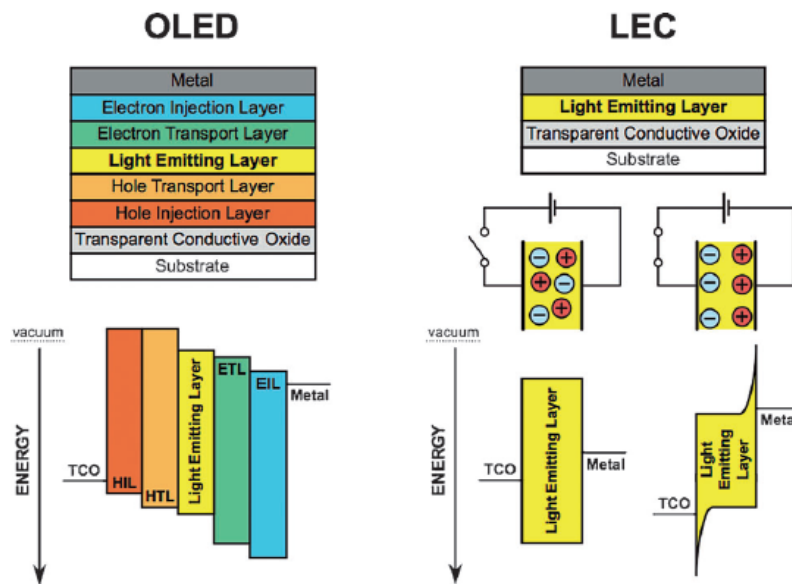 OLED
Metal
Electron Injection Layer
Electron Transport Layer
Light Emitting Layer
Hole Transport Layer
Hole Injection Layer
Transparent Conductive Oxide
Substrate
vacuum
ENERGY
TCO
HIL
HTL
Light Emitting Layer
ETL
EIL
Metal
LEC
Metal
Light Emitting Layer
Transparent Conductive Oxide
Substrate
− +
+ −
− +
− +
− +
− +
vacuum
ENERGY
TCO
Light Emitting Layer
Metal
TCO
Light
Emitting
Layer
Metal